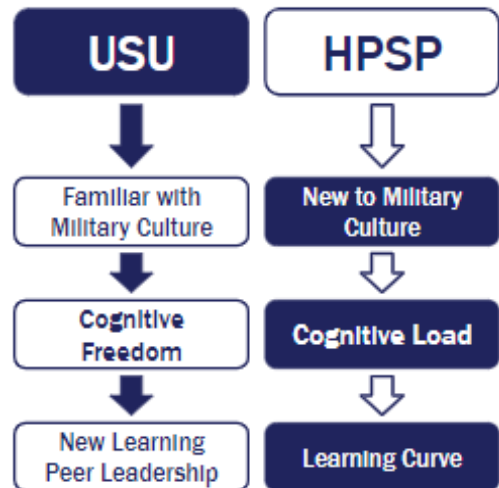 USU
HPSP
Familiar with
Military Culture
New to Military
Culture
Cognitive
Freedom
Cognitive Load
New Learning
Peer Leadership
Learning Curve